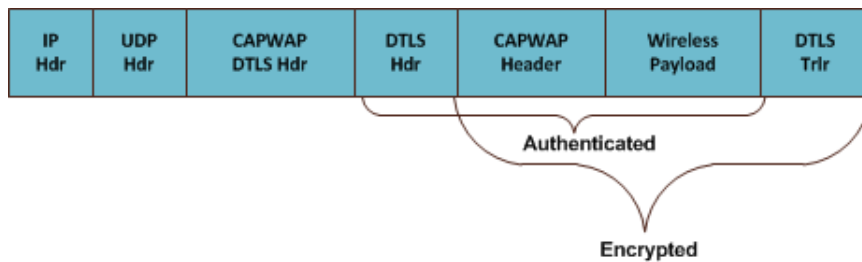 IP
Hdr
UDP
Hdr
CAPWAP
DTLS Hdr
DTLS
Hdr
CAPWAP
Header
Wireless
Payload
DTLS
Trlr
Authenticated
Encrypted